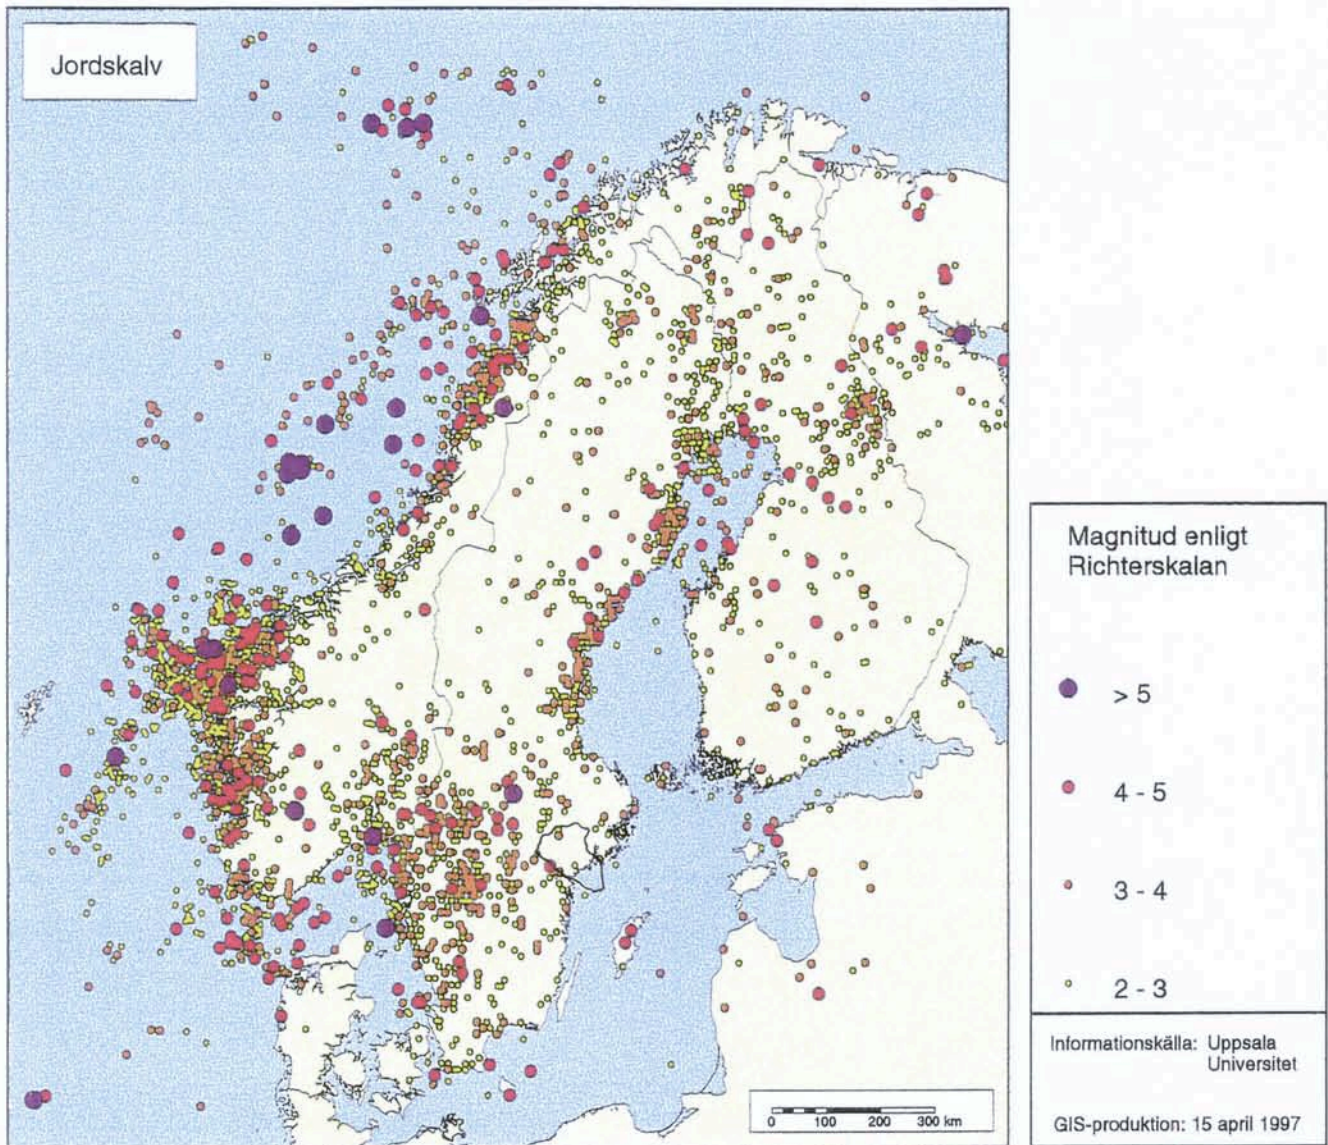 Jordskalv
Magnitud enligt
Richterskalan
> 5
4 - 5
3 - 4
2 - 3
Informationskälla: Uppsala
Universitet
GIS-produktion: 15 april 1997
0 100 200 300 km